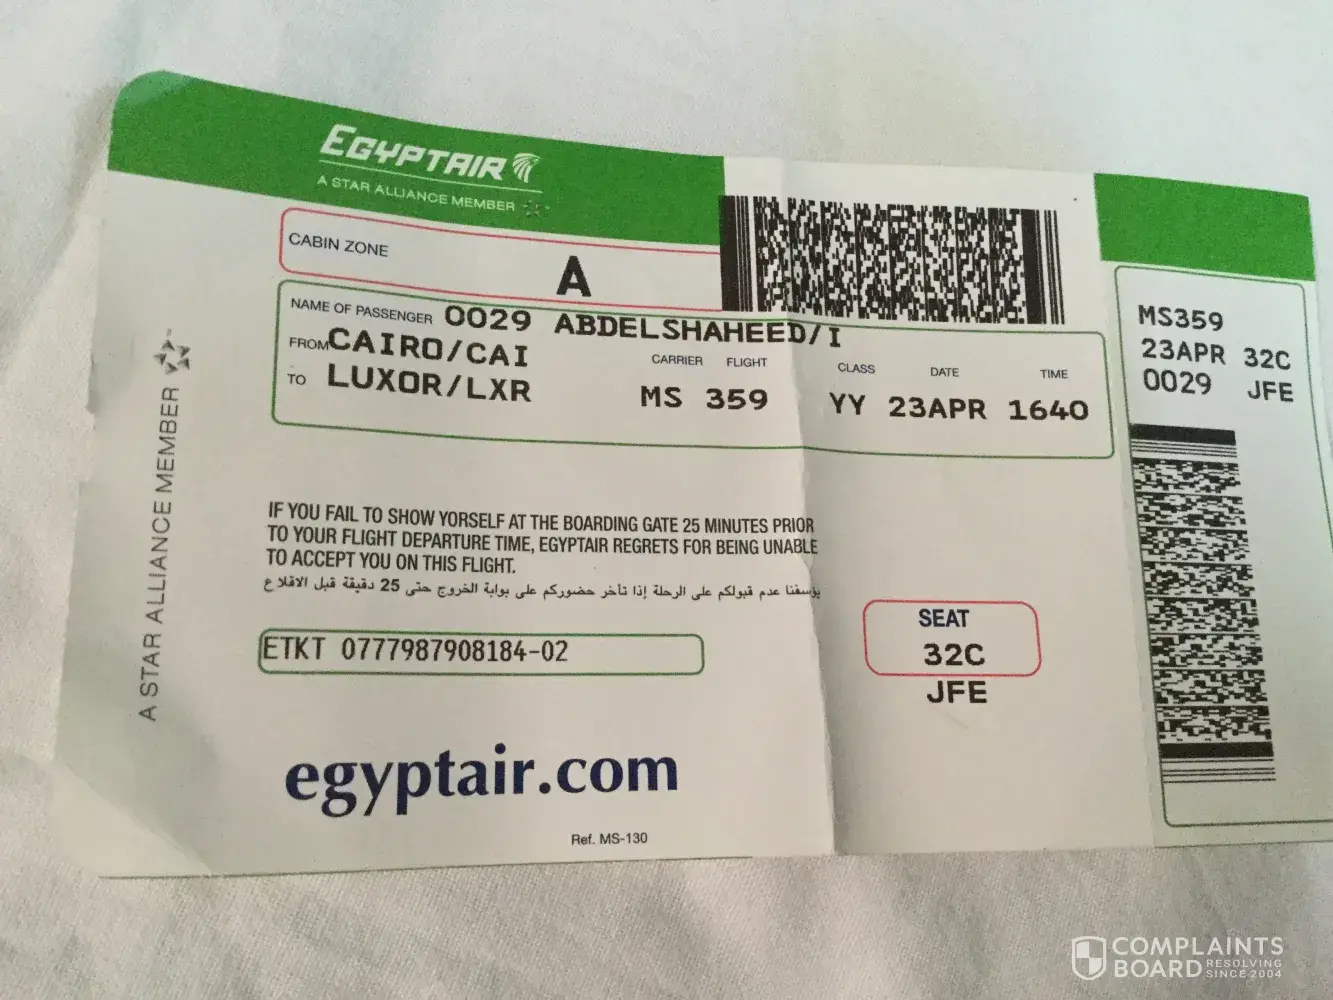 EGYPTAIR
A STAR ALLIANCE MEMBER
CABIN ZONE
A
NAME OF PASSENGER 0029 ABDELSHAHEED/I
FROM CAIRO/CAI
TO LUXOR/LXR
CARRIER FLIGHT CLASS DATE TIME
MS 359 YY 23APR 1640
IF YOU FAIL TO SHOW YORSELF AT THE BOARDING GATE 25 MINUTES PRIOR
TO YOUR FLIGHT DEPARTURE TIME, EGYPTAIR REGRETS FOR BEING UNABLE
TO ACCEPT YOU ON THIS FLIGHT.
يؤسفنا عدم قبولكم على الرحلة إذا تأخر حضوركم على بوابة الخروج حتى 25 دقيقة قبل الاقلاع
ETKT 0777987908184-02
SEAT
32C
JFE
egyptair.com
Ref. MS-130
A STAR ALLIANCE MEMBER
MS359
23APR 32C
0029 JFE
COMPLAINTS
BOARD RESOLVING
SINCE 2004